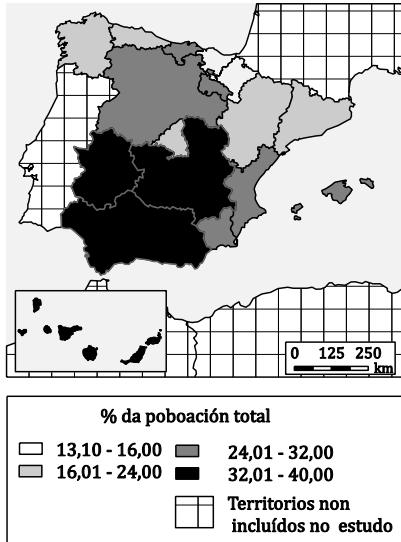 0 125 250
km
% da poboación total
13,10 - 16,00
16,01 - 24,00
24,01 - 32,00
32,01 - 40,00
Territorios non
incluídos no estudo